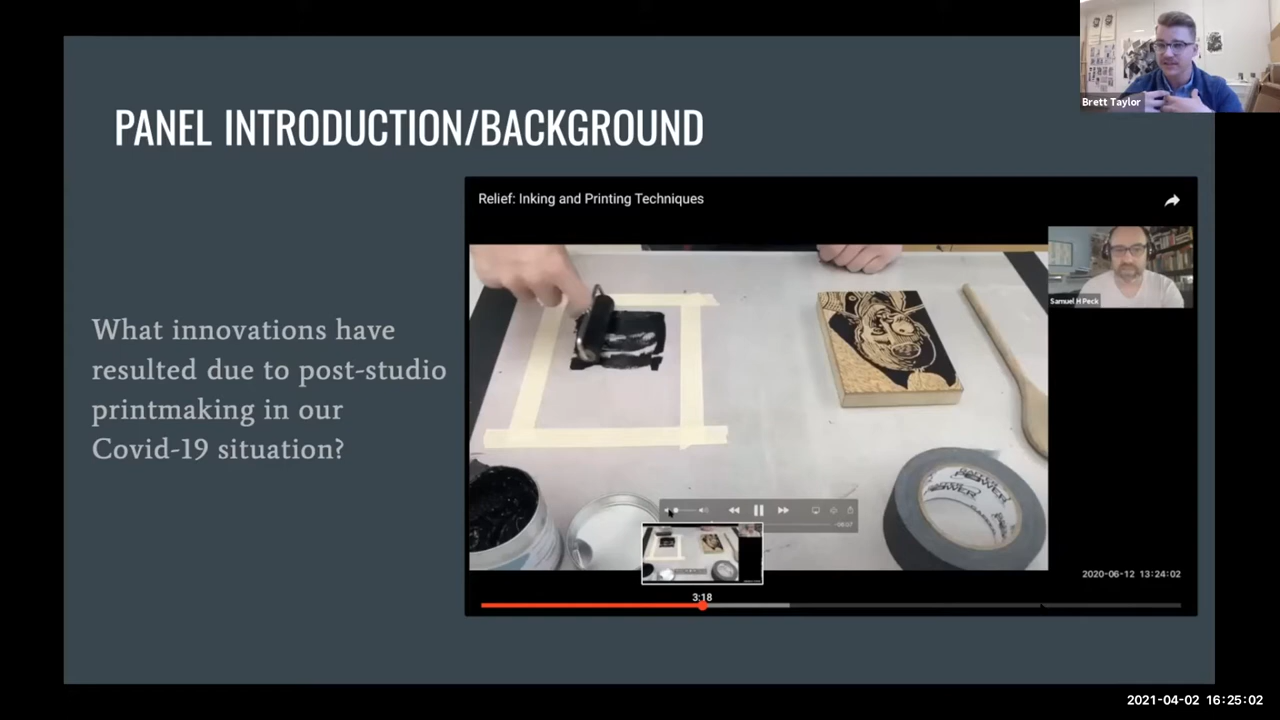 Brett Taylor
PANEL INTRODUCTION/BACKGROUND
Relief: Inking and Printing Techniques
Samuel H Peck
What innovations have
resulted due to post-studio
printmaking in our
Covid-19 situation?
3:18
2020-06-12 13:24:02
2021-04-02 16:25:02